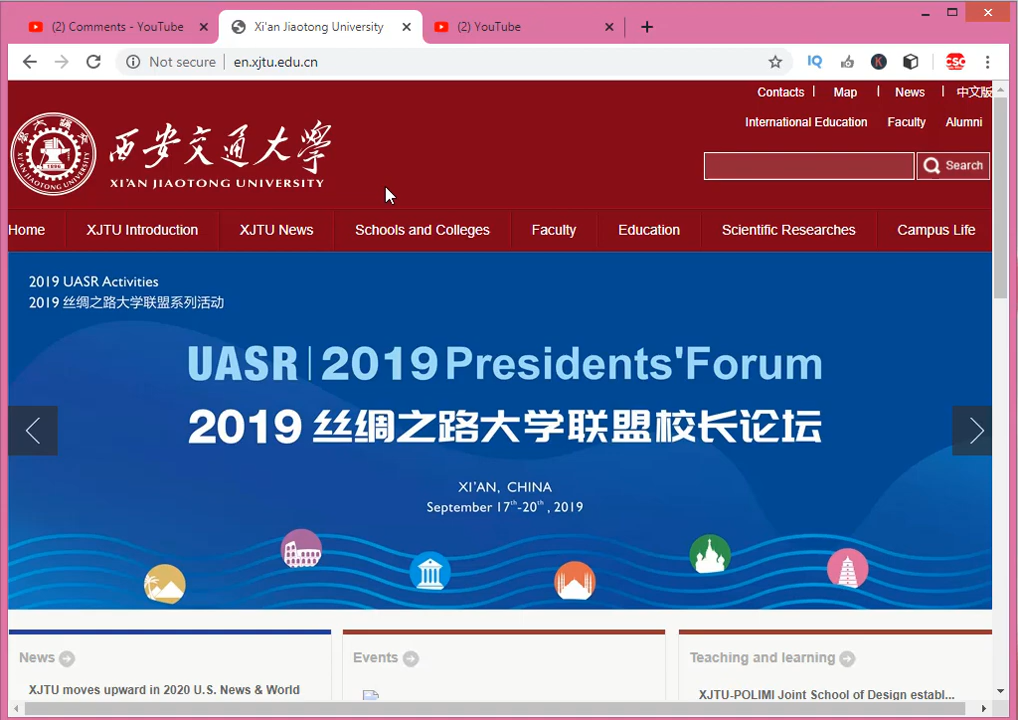 (2) Comments - YouTube
Xi'an Jiaotong University
(2) YouTube
Not secure | en.xjtu.edu.cn
IQ
K
CSC
Contacts | Map | News | 中文版
International Education Faculty Alumni
西安交通大学
XI'AN JIAOTONG UNIVERSITY
1896
Search
Home XJTU Introduction XJTU News Schools and Colleges Faculty Education Scientific Researches Campus Life
2019 UASR Activities
2019 丝绸之路大学联盟系列活动
UASR | 2019 Presidents'Forum
2019 丝绸之路大学联盟校长论坛
XI'AN, CHINA
September 17th-20th, 2019
News
Events
Teaching and learning
XJTU moves upward in 2020 U.S. News & World
XJTU-POLIMI Joint School of Design establ...